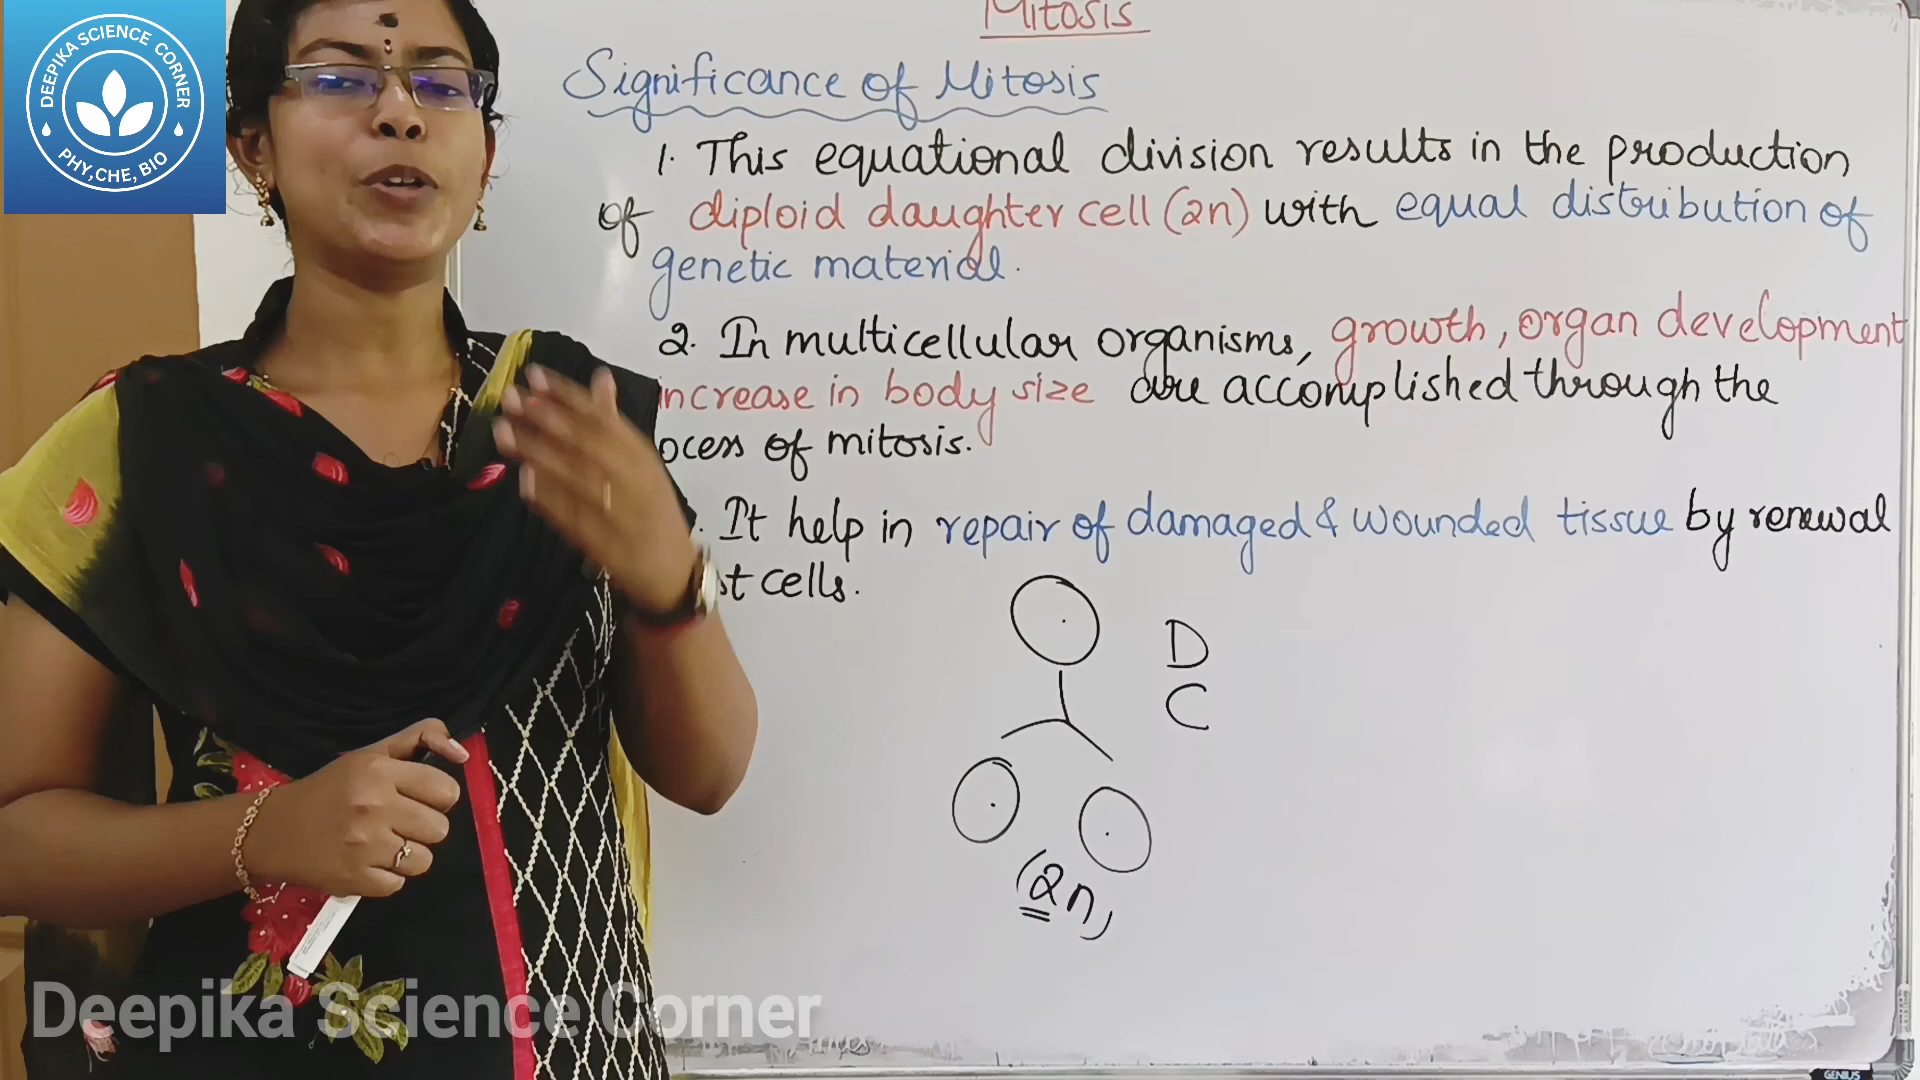 DEEPIKA SCIENCE CORNER
PHY,CHE, BIO
Mitosis
Significance of Mitosis
1. This equational division results in the production
of diploid daughter cell (2n) with equal distribution of
genetic material.
2. In multicellular organisms, growth, organ development
increase in body size are accomplished through the
ocess of mitosis.
. It help in repair of damaged & wounded tissue by renewal
st cells.
D
C
(2n)
Deepika Science Corner
GENIUS